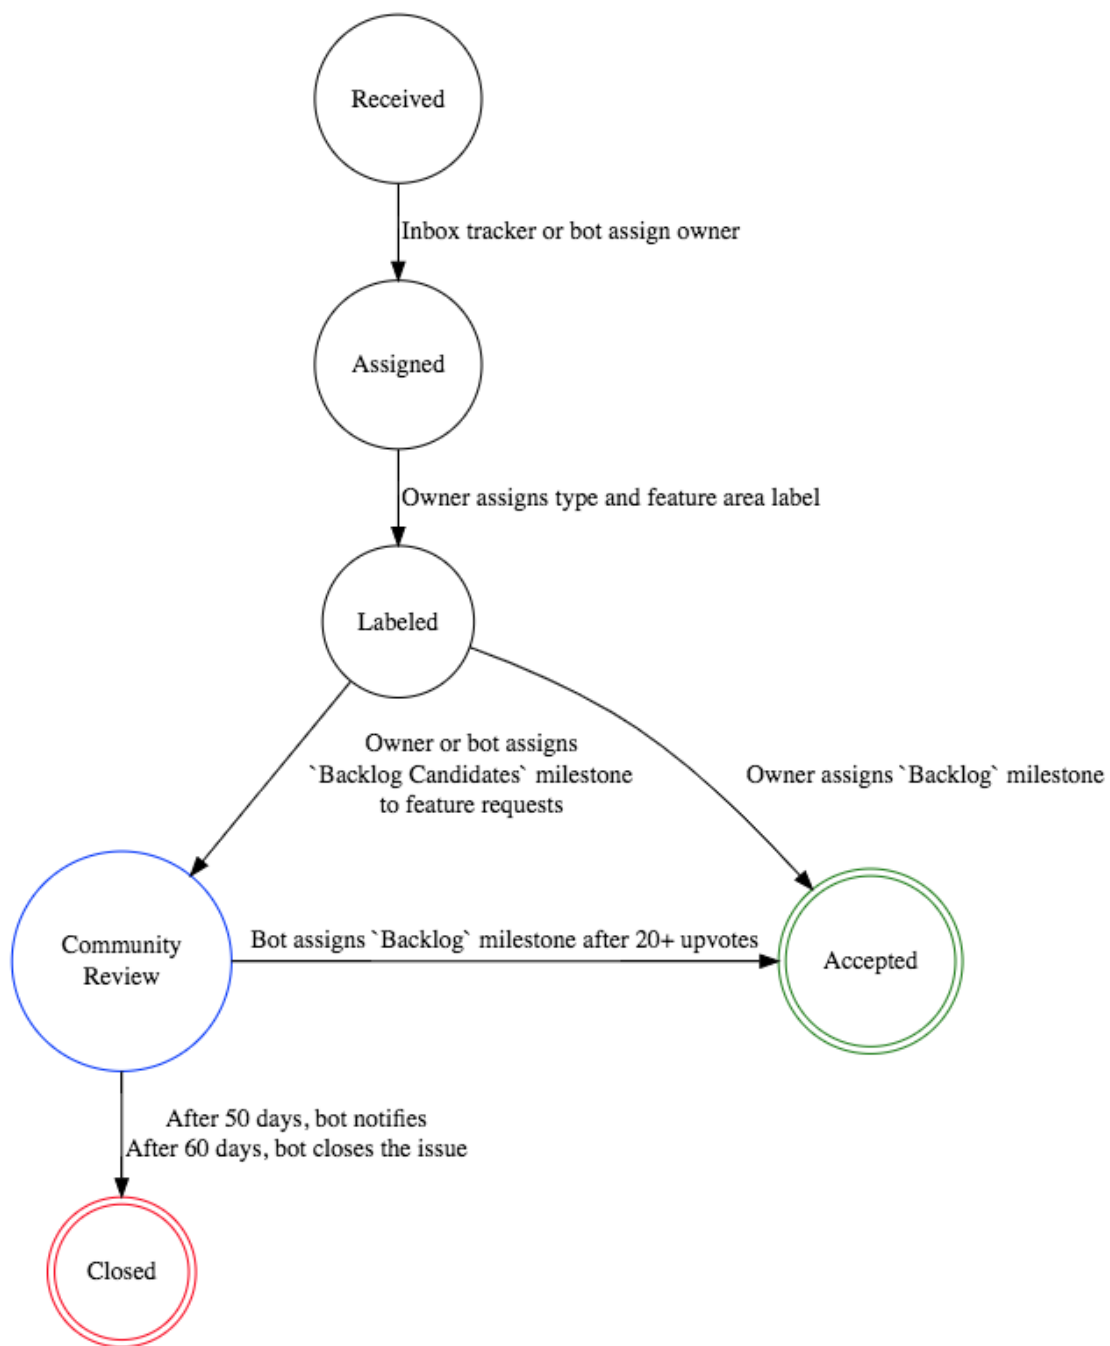 Received
Inbox tracker or bot assign owner
Assigned
Owner assigns type and feature area label
Labeled
Owner or bot assigns
`Backlog Candidates` milestone
to feature requests
Owner assigns `Backlog` milestone
Community
Review
Bot assigns `Backlog` milestone after 20+ upvotes
Accepted
After 50 days, bot notifies
After 60 days, bot closes the issue
Closed